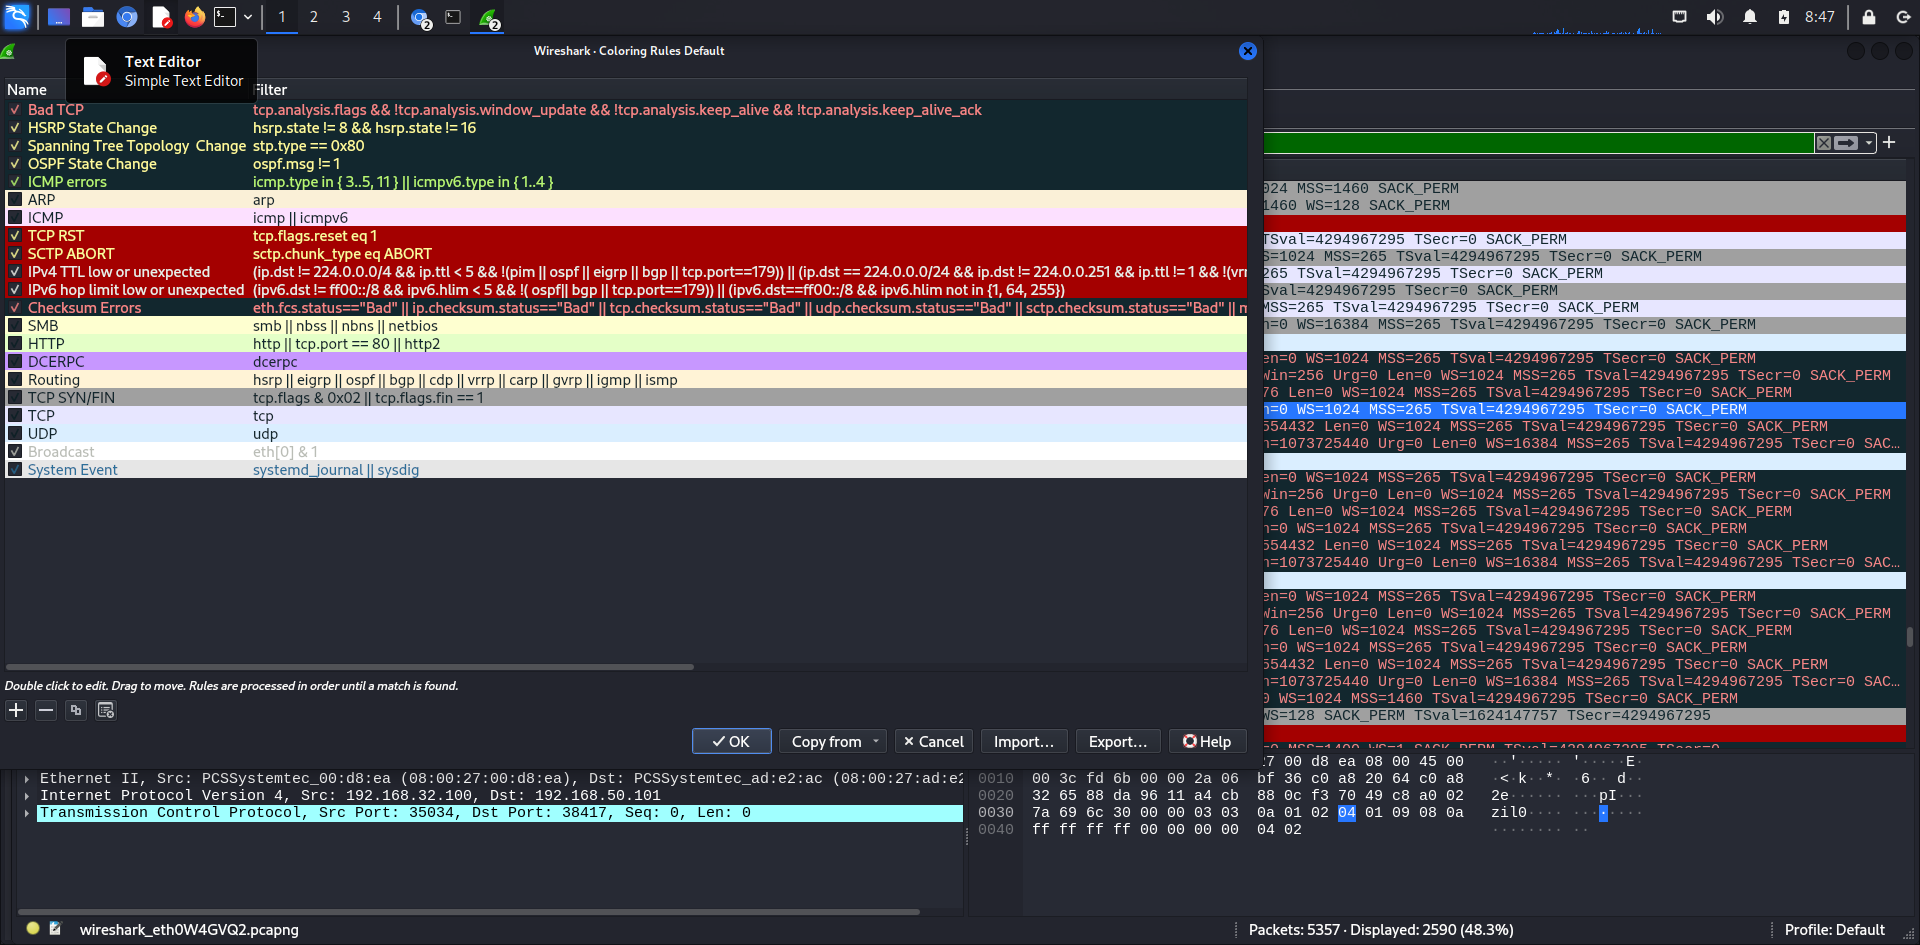 1 2 3 4 2 2 8:47
Wireshark · Coloring Rules Default
Text Editor
Simple Text Editor
Name Filter
Bad TCP tcp.analysis.flags && !tcp.analysis.window_update && !tcp.analysis.keep_alive && !tcp.analysis.keep_alive_ack
HSRP State Change hsrp.state != 8 && hsrp.state != 16
Spanning Tree Topology  Change stp.type == 0x80
OSPF State Change ospf.msg != 1
ICMP errors icmp.type in { 3..5, 11 } || icmpv6.type in { 1..4 }
ARP arp
ICMP icmp || icmpv6
TCP RST tcp.flags.reset eq 1
SCTP ABORT sctp.chunk_type eq ABORT
IPv4 TTL low or unexpected (ip.dst != 224.0.0.0/4 && ip.ttl < 5 && !(pim || ospf || eigrp || bgp || tcp.port==179)) || (ip.dst == 224.0.0.0/24 && ip.dst != 224.0.0.251 && ip.ttl != 1 && !(vrr
IPv6 hop limit low or unexpected (ipv6.dst != ff00::/8 && ipv6.hlim < 5 && !( ospf|| bgp || tcp.port==179)) || (ipv6.dst==ff00::/8 && ipv6.hlim not in {1, 64, 255})
Checksum Errors eth.fcs.status=="Bad" || ip.checksum.status=="Bad" || tcp.checksum.status=="Bad" || udp.checksum.status=="Bad" || sctp.checksum.status=="Bad" || m
SMB smb || nbss || nbns || netbios
HTTP http || tcp.port == 80 || http2
DCERPC dcerpc
Routing hsrp || eigrp || ospf || bgp || cdp || vrrp || carp || gvrp || igmp || ismp
TCP SYN/FIN tcp.flags & 0x02 || tcp.flags.fin == 1
TCP tcp
UDP udp
Broadcast eth[0] & 1
System Event systemd_journal || sysdig
Double click to edit. Drag to move. Rules are processed in order until a match is found.
OK Copy from Cancel Import… Export… Help
024 MSS=1460 SACK_PERM
1460 WS=128 SACK_PERM
TSval=4294967295 TSecr=0 SACK_PERM
S=1024 MSS=265 TSval=4294967295 TSecr=0 SACK_PERM
265 TSval=4294967295 TSecr=0 SACK_PERM
TSval=4294967295 TSecr=0 SACK_PERM
MSS=265 TSval=4294967295 TSecr=0 SACK_PERM
n=0 WS=16384 MSS=265 TSval=4294967295 TSecr=0 SACK_PERM
en=0 WS=1024 MSS=265 TSval=4294967295 TSecr=0 SACK_PERM
Win=256 Urg=0 Len=0 WS=1024 MSS=265 TSval=4294967295 TSecr=0 SACK_PERM
76 Len=0 WS=1024 MSS=265 TSval=4294967295 TSecr=0 SACK_PERM
n=0 WS=1024 MSS=265 TSval=4294967295 TSecr=0 SACK_PERM
554432 Len=0 WS=1024 MSS=265 TSval=4294967295 TSecr=0 SACK_PERM
n=1073725440 Urg=0 Len=0 WS=16384 MSS=265 TSval=4294967295 TSecr=0 SAC…
en=0 WS=1024 MSS=265 TSval=4294967295 TSecr=0 SACK_PERM
Win=256 Urg=0 Len=0 WS=1024 MSS=265 TSval=4294967295 TSecr=0 SACK_PERM
76 Len=0 WS=1024 MSS=265 TSval=4294967295 TSecr=0 SACK_PERM
n=0 WS=1024 MSS=265 TSval=4294967295 TSecr=0 SACK_PERM
554432 Len=0 WS=1024 MSS=265 TSval=4294967295 TSecr=0 SACK_PERM
n=1073725440 Urg=0 Len=0 WS=16384 MSS=265 TSval=4294967295 TSecr=0 SAC…
en=0 WS=1024 MSS=265 TSval=4294967295 TSecr=0 SACK_PERM
Win=256 Urg=0 Len=0 WS=1024 MSS=265 TSval=4294967295 TSecr=0 SACK_PERM
76 Len=0 WS=1024 MSS=265 TSval=4294967295 TSecr=0 SACK_PERM
n=0 WS=1024 MSS=265 TSval=4294967295 TSecr=0 SACK_PERM
554432 Len=0 WS=1024 MSS=265 TSval=4294967295 TSecr=0 SACK_PERM
n=1073725440 Urg=0 Len=0 WS=16384 MSS=265 TSval=4294967295 TSecr=0 SAC…
0 WS=1024 MSS=1460 TSval=4294967295 TSecr=0 SACK_PERM
WS=128 SACK_PERM TSval=1624147757 TSecr=4294967295
Ethernet II, Src: PCSSystemtec_00:d8:ea (08:00:27:00:d8:ea), Dst: PCSSystemtec_ad:e2:ac (08:00:27:ad:e2
Internet Protocol Version 4, Src: 192.168.32.100, Dst: 192.168.50.101
Transmission Control Protocol, Src Port: 35034, Dst Port: 38417, Seq: 0, Len: 0
27 00 d8 ea 08 00 45 00 ··'····· '·····E·
0010 00 3c fd 6b 00 00 2a 06 bf 36 c0 a8 20 64 c0 a8 ·<·k··*· ·6·· d··
0020 32 65 88 da 96 11 a4 cb 88 0c f3 70 49 c8 a0 02 2e······ ···pI···
0030 7a 69 6c 30 00 00 03 03 0a 01 02 04 01 09 08 0a zil0···· ········
0040 ff ff ff ff 00 00 00 00 04 02 ········ ··
wireshark_eth0W4GVQ2.pcapng Packets: 5357 · Displayed: 2590 (48.3%) Profile: Default